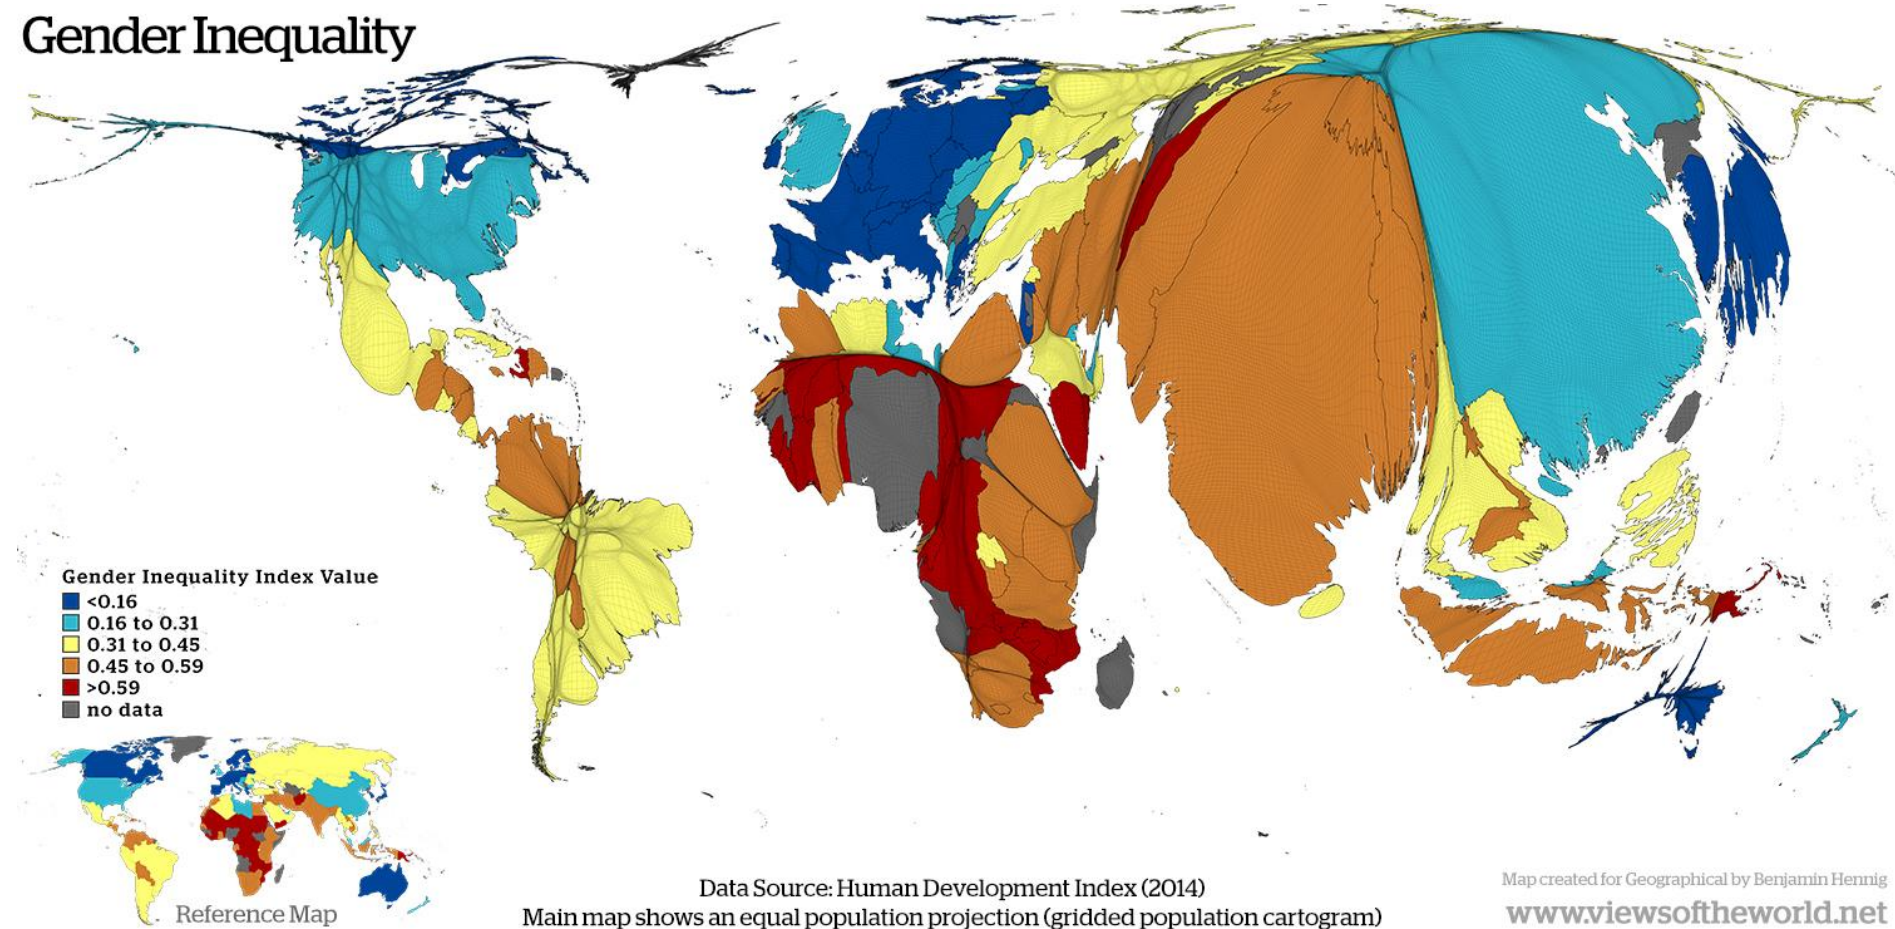 Gender Inequality
Gender Inequality Index Value
<0.16
0.16 to 0.31
0.31 to 0.45
0.45 to 0.59
>0.59
no data
Reference Map
Data Source: Human Development Index (2014)
Main map shows an equal population projection (gridded population cartogram)
Map created for Geographical by Benjamin Hennig
www.viewsoftheworld.net